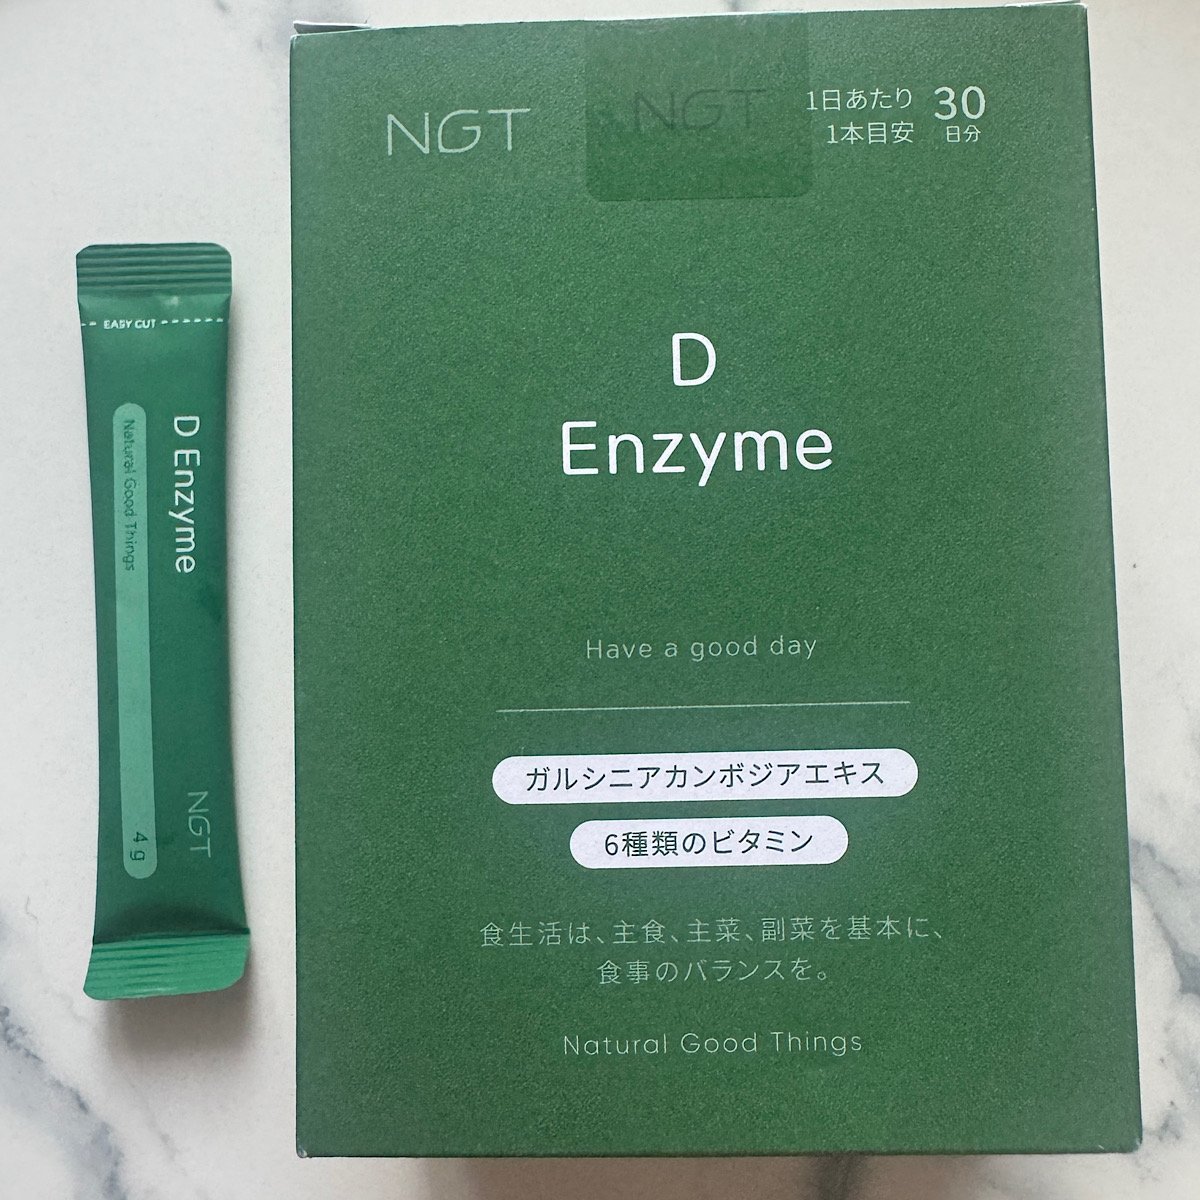 EASY CUT
D Enzyme
Natural Good Things
NGT
4g
NGT
NGT
1日あたり
1本目安
30
日分
D
Enzyme
Have a good day
ガルシニアカンボジアエキス
6種類のビタミン
食生活は、主食、主菜、副菜を基本に、
食事のバランスを。
Natural Good Things